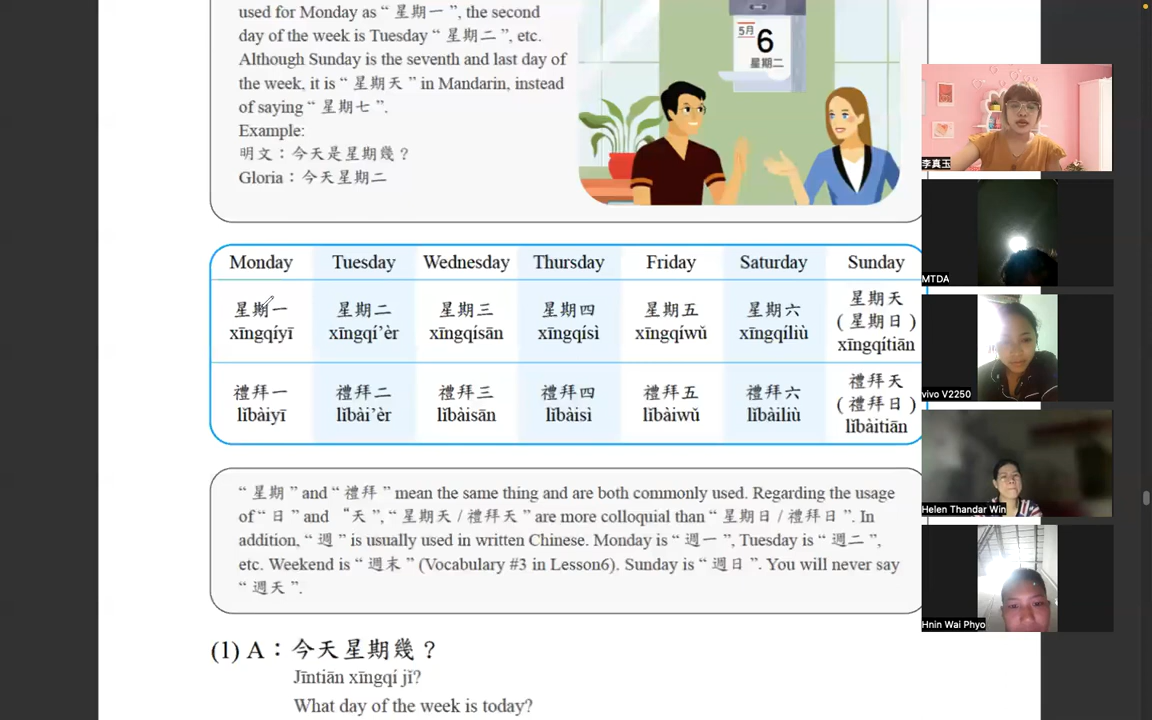 used for Monday as “ 星期一 ”, the second
day of the week is Tuesday “ 星期二 ”, etc.
Although Sunday is the seventh and last day of
the week, it is “ 星期天 ” in Mandarin, instead
of saying “ 星期七 ”.
Example:
明文：今天是星期幾？
Gloria：今天星期二
5月
6
星期二
Monday Tuesday Wednesday Thursday Friday Saturday Sunday
星期一 星期二 星期三 星期四 星期五 星期六 星期天
( 星期日 )
xīngqíyī xīngqí’èr xīngqísān xīngqísì xīngqíwǔ xīngqíliù xīngqítiān
禮拜一 禮拜二 禮拜三 禮拜四 禮拜五 禮拜六 禮拜天
( 禮拜日 )
lǐbàiyī lǐbài’èr lǐbàisān lǐbàisì lǐbàiwǔ lǐbàiliù lǐbàitiān
“ 星期 ” and “ 禮拜 ” mean the same thing and are both commonly used. Regarding the usage
of “ 日 ” and “天 ”, “ 星期天 / 禮拜天 ” are more colloquial than “ 星期日 / 禮拜日 ”. In
addition, “ 週 ” is usually used in written Chinese. Monday is “ 週一 ”, Tuesday is “ 週二 ”,
etc. Weekend is “ 週末 ” (Vocabulary #3 in Lesson6). Sunday is “ 週日 ”. You will never say
“ 週天 ”.
(1) A：今天星期幾？
Jīntiān xīngqí jǐ?
What day of the week is today?
李真玉
MTDA
vivo V2250
Helen Thandar Win
Hnin Wai Phyo